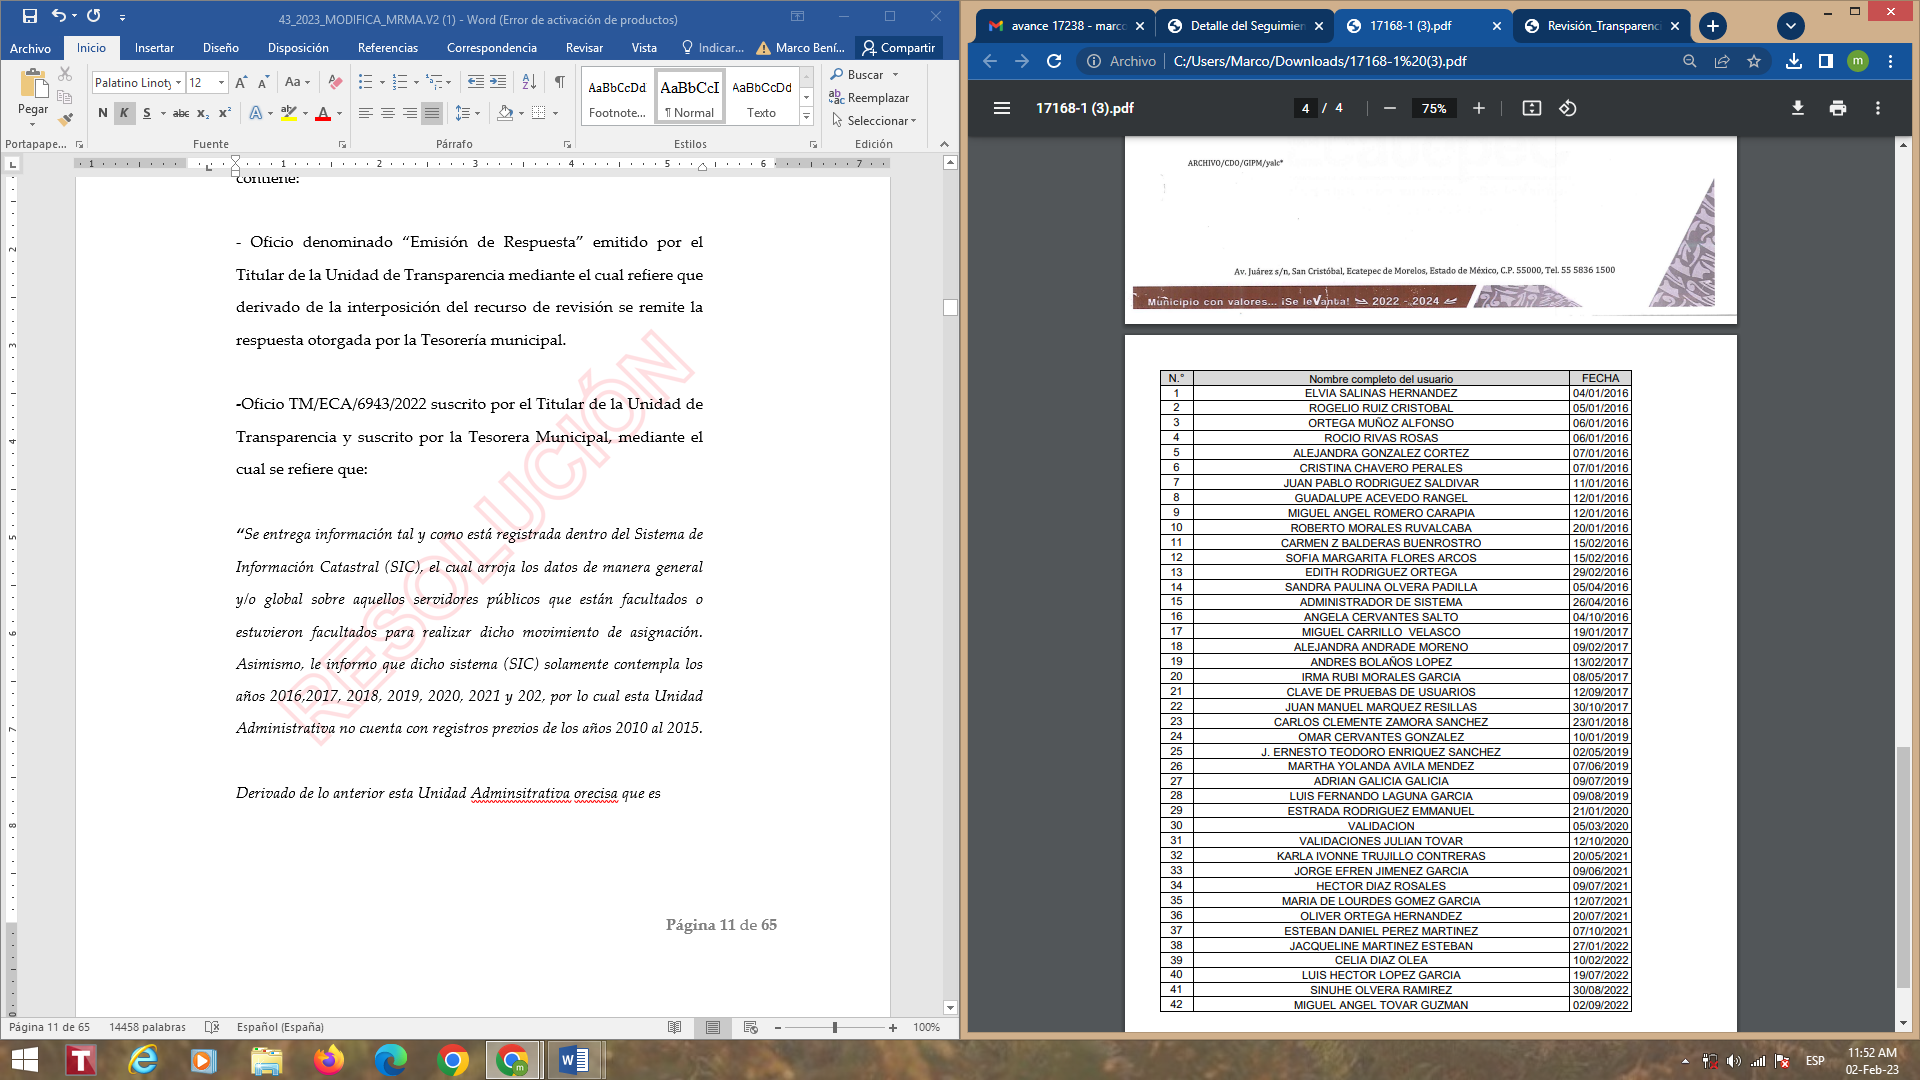 43_2023_MODIFICA_MRMA.V2 (1) - Word (Error de activación de productos)
Archivo Inicio Insertar Diseño Disposición Referencias Correspondencia Revisar Vista Indicar... Marco Bení... Compartir
Pegar
Palatino Linoty 12
N K S abc x₂ x² A A
AaBbCcDd AaBbCcI AaBbCcDd
Footnote... ¶ Normal Texto
Buscar
Reemplazar
Seleccionar
Portapape... Fuente Párrafo Estilos Edición
contiene:
- Oficio denominado “Emisión de Respuesta” emitido por el
Titular de la Unidad de Transparencia mediante el cual refiere que
derivado de la interposición del recurso de revisión se remite la
respuesta otorgada por la Tesorería municipal.
-Oficio TM/ECA/6943/2022 suscrito por el Titular de la Unidad de
Transparencia y suscrito por la Tesorera Municipal, mediante el
cual se refiere que:
“Se entrega información tal y como está registrada dentro del Sistema de
Información Catastral (SIC), el cual arroja los datos de manera general
y/o global sobre aquellos servidores públicos que están facultados o
estuvieron facultados para realizar dicho movimiento de asignación.
Asimismo, le informo que dicho sistema (SIC) solamente contempla los
años 2016,2017, 2018, 2019, 2020, 2021 y 202, por lo cual esta Unidad
Administrativa no cuenta con registros previos de los años 2010 al 2015.
Derivado de lo anterior esta Unidad Adminsitrativa orecisa que es
RESOLUCIÓN
Página 11 de 65
Página 11 de 65 14458 palabras Español (España) 100%
avance 17238 - marco Detalle del Seguimien 17168-1 (3).pdf Revisión_Transparenci
Archivo C:/Users/Marco/Downloads/17168-1%20(3).pdf m
17168-1 (3).pdf 4 / 4 75%
ARCHIVO/CDO/GIPM/yalc*
Av. Juárez s/n, San Cristóbal, Ecatepec de Morelos, Estado de México, C.P. 55000, Tel. 55 5836 1500
Municipio con valores... ¡Se leVanta! 2022 - 2024
N.° Nombre completo del usuario FECHA
1 ELVIA SALINAS HERNANDEZ 04/01/2016
2 ROGELIO RUIZ CRISTOBAL 05/01/2016
3 ORTEGA MUÑOZ ALFONSO 06/01/2016
4 ROCIO RIVAS ROSAS 06/01/2016
5 ALEJANDRA GONZALEZ CORTEZ 07/01/2016
6 CRISTINA CHAVERO PERALES 07/01/2016
7 JUAN PABLO RODRIGUEZ SALDIVAR 11/01/2016
8 GUADALUPE ACEVEDO RANGEL 12/01/2016
9 MIGUEL ANGEL ROMERO CARAPIA 12/01/2016
10 ROBERTO MORALES RUVALCABA 20/01/2016
11 CARMEN Z BALDERAS BUENROSTRO 15/02/2016
12 SOFIA MARGARITA FLORES ARCOS 15/02/2016
13 EDITH RODRIGUEZ ORTEGA 29/02/2016
14 SANDRA PAULINA OLVERA PADILLA 05/04/2016
15 ADMINISTRADOR DE SISTEMA 26/04/2016
16 ANGELA CERVANTES SALTO 04/10/2016
17 MIGUEL CARRILLO VELASCO 19/01/2017
18 ALEJANDRA ANDRADE MORENO 09/02/2017
19 ANDRES BOLAÑOS LOPEZ 13/02/2017
20 IRMA RUBI MORALES GARCIA 08/05/2017
21 CLAVE DE PRUEBAS DE USUARIOS 12/09/2017
22 JUAN MANUEL MARQUEZ RESILLAS 30/10/2017
23 CARLOS CLEMENTE ZAMORA SANCHEZ 23/01/2018
24 OMAR CERVANTES GONZALEZ 10/01/2019
25 J. ERNESTO TEODORO ENRIQUEZ SANCHEZ 02/05/2019
26 MARTHA YOLANDA AVILA MENDEZ 07/06/2019
27 ADRIAN GALICIA GALICIA 09/07/2019
28 LUIS FERNANDO LAGUNA GARCIA 09/08/2019
29 ESTRADA RODRIGUEZ EMMANUEL 21/01/2020
30 VALIDACION 05/03/2020
31 VALIDACIONES JULIAN TOVAR 12/10/2020
32 KARLA IVONNE TRUJILLO CONTRERAS 20/05/2021
33 JORGE EFREN JIMENEZ GARCIA 09/06/2021
34 HECTOR DIAZ ROSALES 09/07/2021
35 MARIA DE LOURDES GOMEZ GARCIA 12/07/2021
36 OLIVER ORTEGA HERNANDEZ 20/07/2021
37 ESTEBAN DANIEL PEREZ MARTINEZ 07/10/2021
38 JACQUELINE MARTINEZ ESTEBAN 27/01/2022
39 CELIA DIAZ OLEA 10/02/2022
40 LUIS HECTOR LOPEZ GARCIA 19/07/2022
41 SINUHE OLVERA RAMIREZ 30/08/2022
42 MIGUEL ANGEL TOVAR GUZMAN 02/09/2022
ESP 11:52 AM
02-Feb-23